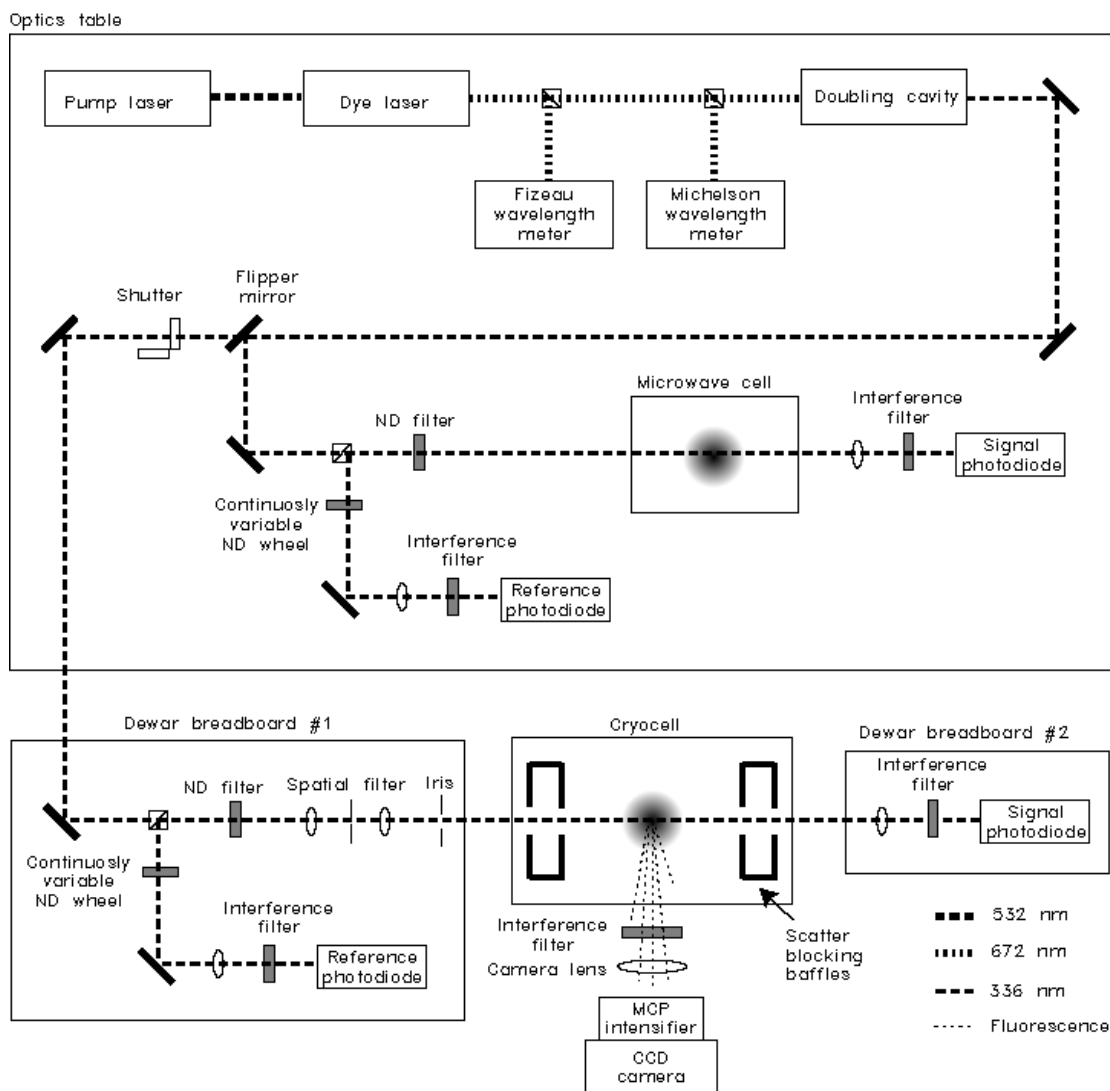 Optics table
Pump laser
Dye laser
Doubling cavity
Fizeau
wavelength
meter
Michelson
wavelength
meter
Shutter
Flipper
mirror
Microwave cell
Interference
filter
ND filter
Signal
photodiode
Continuosly
variable
ND wheel
Interference
filter
Reference
photodiode
Dewar breadboard #1
Cryocell
Dewar breadboard #2
ND filter
Spatial filter
Iris
Interference
filter
Signal
photodiode
Continuosly
variable
ND wheel
Interference
filter
Reference
photodiode
Interference
filter
Camera lens
Scatter
blocking
baffles
MCP
intensifier
CCD
camera
532 nm
672 nm
336 nm
Fluorescence